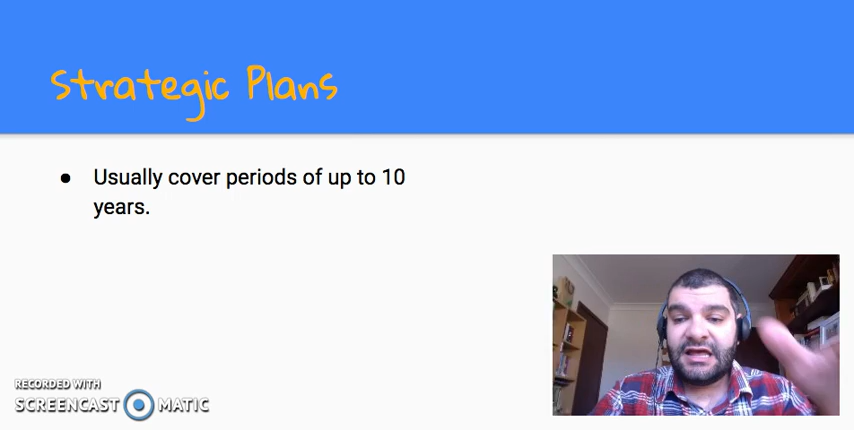 Strategic Plans
● Usually cover periods of up to 10
years.
RECORDED WITH
SCREENCAST MATIC